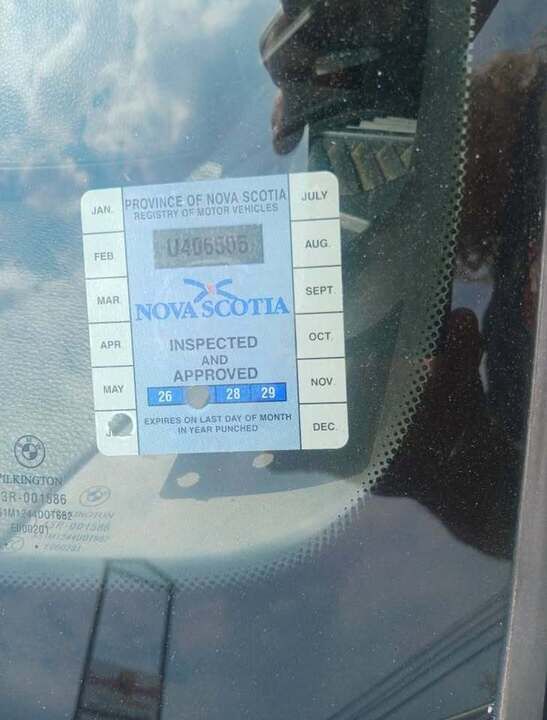 PROVINCE OF NOVA SCOTIA
REGISTRY OF MOTOR VEHICLES
U406505
NOVA SCOTIA
INSPECTED
AND
APPROVED
26 28 29
EXPIRES ON LAST DAY OF MONTH
IN YEAR PUNCHED
JAN.
FEB
MAR.
APR
MAY
J
JULY
AUG.
SEPT.
OCT.
NOV.
DEC.
PILKINGTON
43R-001586
E000201